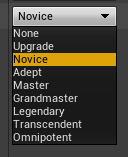 Novice
None
Upgrade
Novice
Adept
Master
Grandmaster
Legendary
Transcendent
Omnipotent